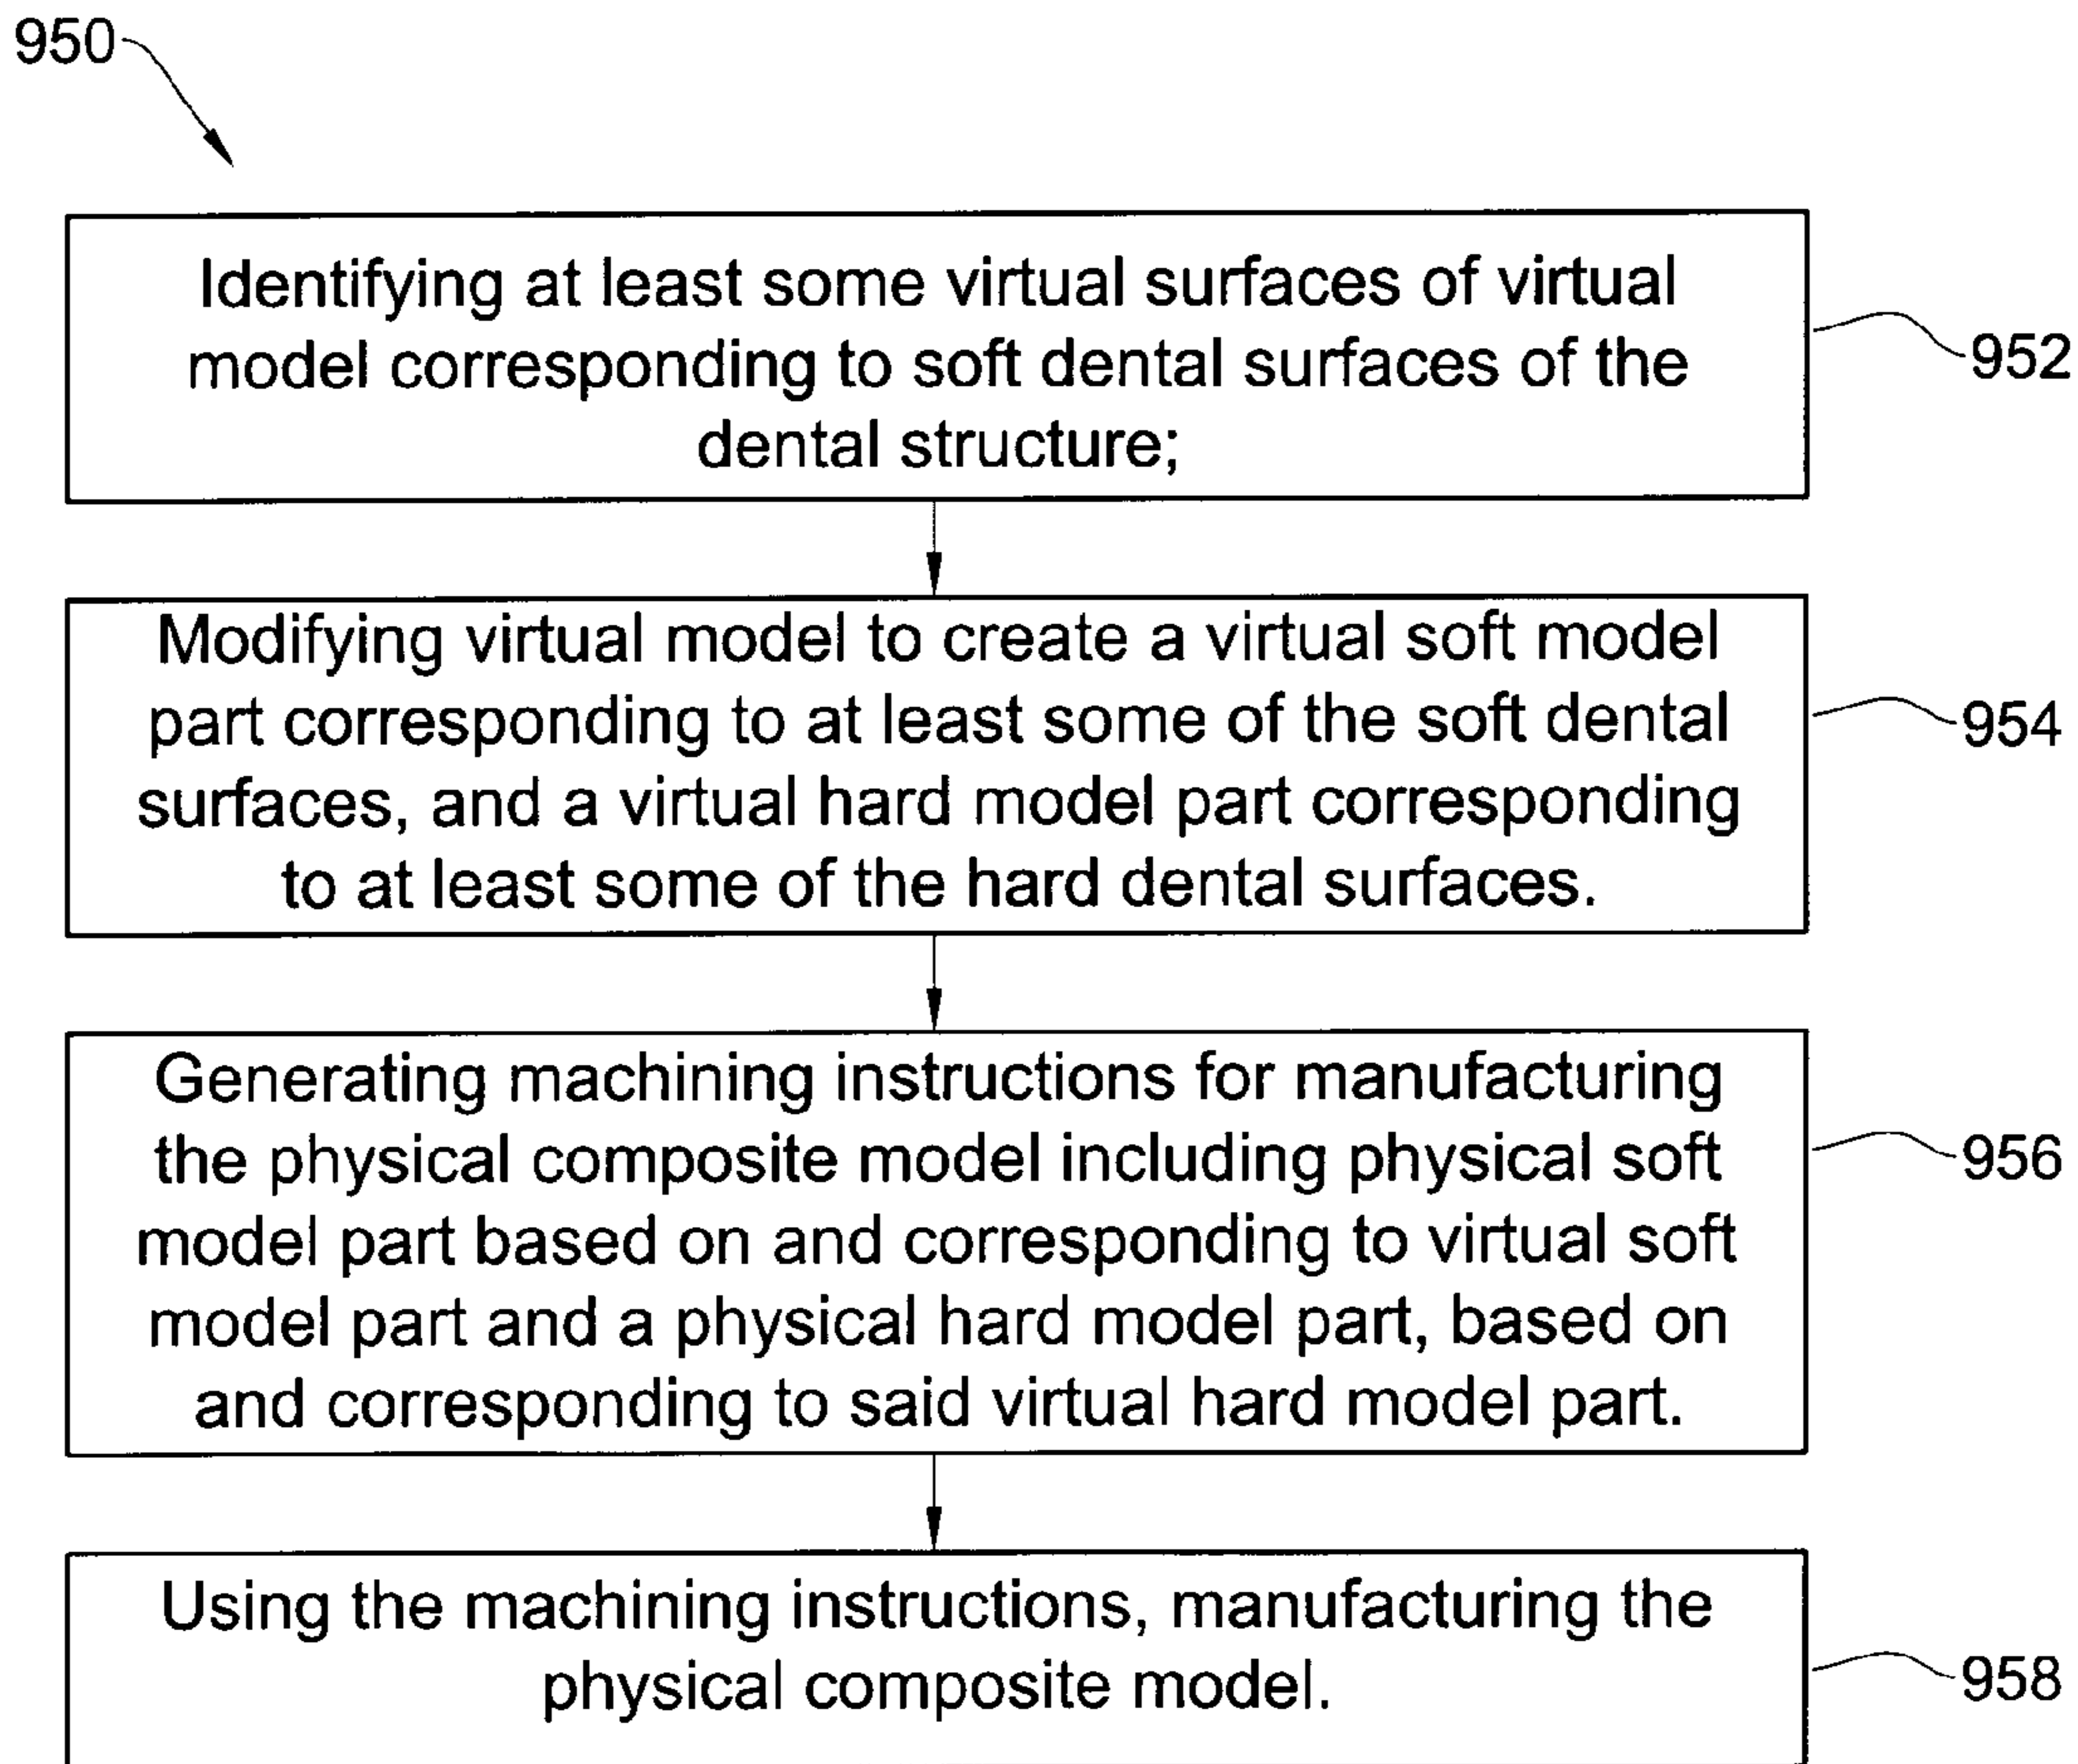 950
Identifying at least some virtual surfaces of virtual
model corresponding to soft dental surfaces of the
dental structure;
952
Modifying virtual model to create a virtual soft model
part corresponding to at least some of the soft dental
surfaces, and a virtual hard model part corresponding
to at least some of the hard dental surfaces.
954
Generating machining instructions for manufacturing
the physical composite model including physical soft
model part based on and corresponding to virtual soft
model part and a physical hard model part, based on
and corresponding to said virtual hard model part.
956
Using the machining instructions, manufacturing the
physical composite model.
958